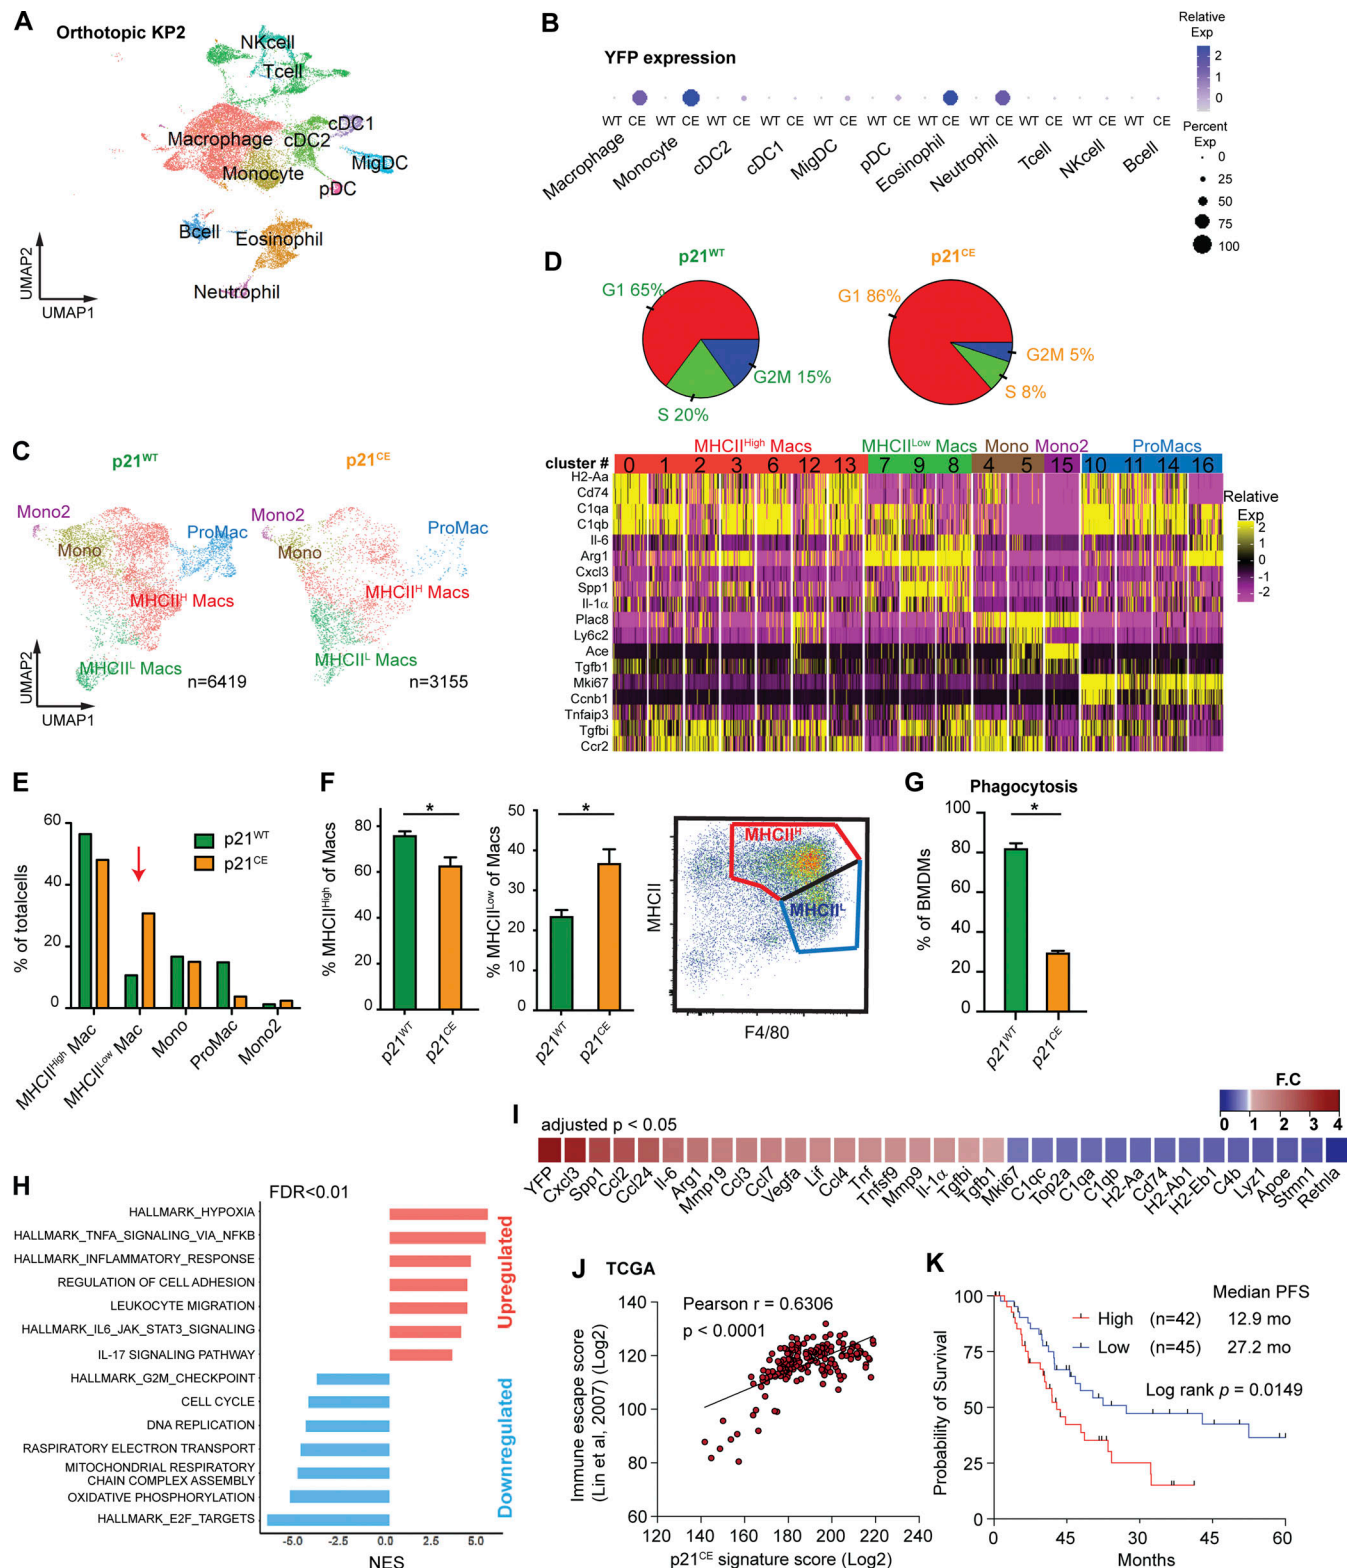 A
Orthotopic KP2
NKcell
Tcell
Macrophage
cDC1
cDC2
MigDC
Monocyte
pDC
Bcell
Eosinophil
Neutrophil
UMAP2
UMAP1
B
YFP expression
WT CE WT CE WT CE WT CE WT CE WT CE WT CE WT CE WT CE WT CE WT CE
Macrophage
Monocyte
cDC2
cDC1
MigDC
pDC
Eosinophil
Neutrophil
Tcell
NKcell
Bcell
Relative
Exp
2
1
0
Percent
Exp
0
25
50
75
100
C
p21WT
p21CE
Mono2
Mono
ProMac
MHCIIH Macs
MHCIIL Macs
n=6419
Mono2
Mono
ProMac
MHCIIH Macs
MHCIIL Macs
n=3155
UMAP2
UMAP1
D
p21WT
p21CE
G1 65%
G2M 15%
S 20%
G1 86%
G2M 5%
S 8%
MHCIIHigh Macs
MHCIILow Macs
Mono
Mono2
ProMacs
cluster #
0 1 2 3 6 12 13 7 9 8 4 5 15 10 11 14 16
H2-Aa
Cd74
C1qa
C1qb
Il-6
Arg1
Cxcl3
Spp1
Il-1α
Plac8
Ly6c2
Ace
Tgfb1
Mki67
Ccnb1
Tnfaip3
Tgfbi
Ccr2
Relative
Exp
2
1
0
-1
-2
E
% of totalcells
60
40
20
0
p21WT
p21CE
MHCIIHigh Mac
MHCIILow Mac
Mono
ProMac
Mono2
F
% MHCIIHigh of Macs
80
60
40
20
0
*
p21WT
p21CE
% MHCIILow of Macs
50
40
30
20
10
0
*
p21WT
p21CE
MHCII
MHCIIH
MHCIIL
F4/80
G
Phagocytosis
% of BMDMs
100
80
60
40
20
0
*
p21WT
p21CE
H
FDR<0.01
HALLMARK_HYPOXIA
HALLMARK_TNFA_SIGNALING_VIA_NFKB
HALLMARK_INFLAMMATORY_RESPONSE
REGULATION OF CELL ADHESION
LEUKOCYTE MIGRATION
HALLMARK_IL6_JAK_STAT3_SIGNALING
IL-17 SIGNALING PATHWAY
HALLMARK_G2M_CHECKPOINT
CELL CYCLE
DNA REPLICATION
RASPIRATORY ELECTRON TRANSPORT
MITOCHONDRIAL RESPIRATORY
CHAIN COMPLEX ASSEMBLY
OXIDATIVE PHOSPHORYLATION
HALLMARK_E2F_TARGETS
Upregulated
Downregulated
-5.0 -2.5 0.0 2.5 5.0
NES
I
adjusted p < 0.05
F.C
0 1 2 3 4
YFP
Cxcl3
Spp1
Ccl2
Ccl24
Il-6
Arg1
Mmp19
Ccl3
Ccl7
Vegfa
Lif
Ccl4
Tnf
Tnfsf9
Mmp9
Il-1α
Tgfbi
Tgfb1
Mki67
C1qc
Top2a
C1qa
C1qb
H2-Aa
Cd74
H2-Ab1
H2-Eb1
C4b
Lyz1
Apoe
Stmn1
Retnla
J
TCGA
Pearson r = 0.6306
p < 0.0001
Immune escape score
(Lin et al, 2007) (Log2)
140
120
100
80
60
120 140 160 180 200 220 240
p21CE signature score (Log2)
K
Median PFS
High (n=42) 12.9 mo
Low (n=45) 27.2 mo
Log rank p = 0.0149
Probability of Survival
100
75
50
25
0
0 45 30 45 60
Months